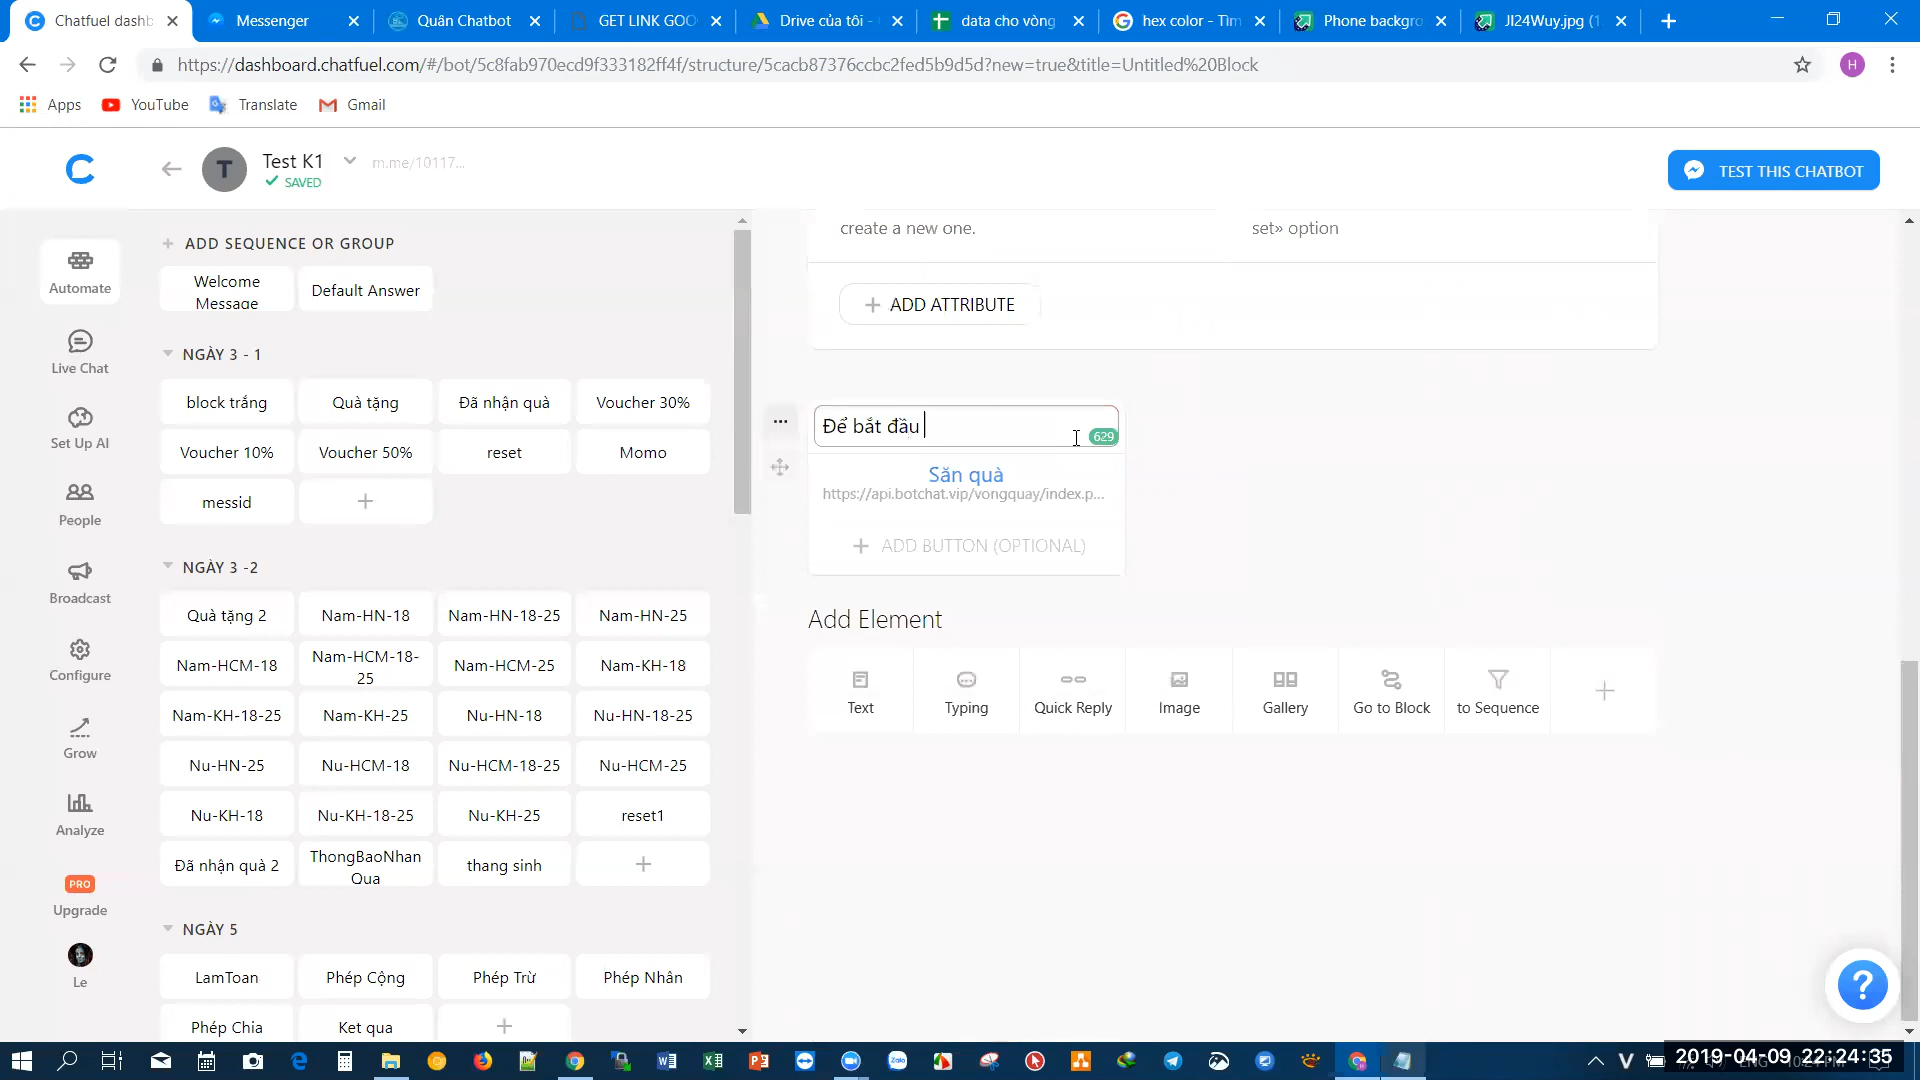 Chatfuel dashb
Messenger
Quân Chatbot
GET LINK GOO
Drive của tôi -
data cho vòng
hex color - Tìm
Phone backgro
JI24Wuy.jpg (1
https://dashboard.chatfuel.com/#/bot/5c8fab970ecd9f333182ff4f/structure/5cacb87376ccbc2fed5b9d5d?new=true&title=Untitled%20Block
H
Apps
YouTube
Translate
Gmail
T
Test K1
SAVED
m.me/10117...
TEST THIS CHATBOT
Automate
Live Chat
Set Up AI
People
Broadcast
Configure
Grow
Analyze
PRO
Upgrade
Le
ADD SEQUENCE OR GROUP
Welcome
Message
Default Answer
NGÀY 3 - 1
block trắng
Quà tặng
Đã nhận quà
Voucher 30%
Voucher 10%
Voucher 50%
reset
Momo
messid
NGÀY 3 -2
Quà tặng 2
Nam-HN-18
Nam-HN-18-25
Nam-HN-25
Nam-HCM-18
Nam-HCM-18-
25
Nam-HCM-25
Nam-KH-18
Nam-KH-18-25
Nam-KH-25
Nu-HN-18
Nu-HN-18-25
Nu-HN-25
Nu-HCM-18
Nu-HCM-18-25
Nu-HCM-25
Nu-KH-18
Nu-KH-18-25
Nu-KH-25
reset1
Đã nhận quà 2
ThongBaoNhan
Qua
thang sinh
NGÀY 5
LamToan
Phép Cộng
Phép Trừ
Phép Nhân
Phép Chia
Ket qua
create a new one.
set» option
ADD ATTRIBUTE
Để bắt đầu
629
Săn quà
https://api.botchat.vip/vongquay/index.p...
ADD BUTTON (OPTIONAL)
Add Element
Text
Typing
Quick Reply
Image
Gallery
Go to Block
to Sequence
?
2019-04-09 22:24:35